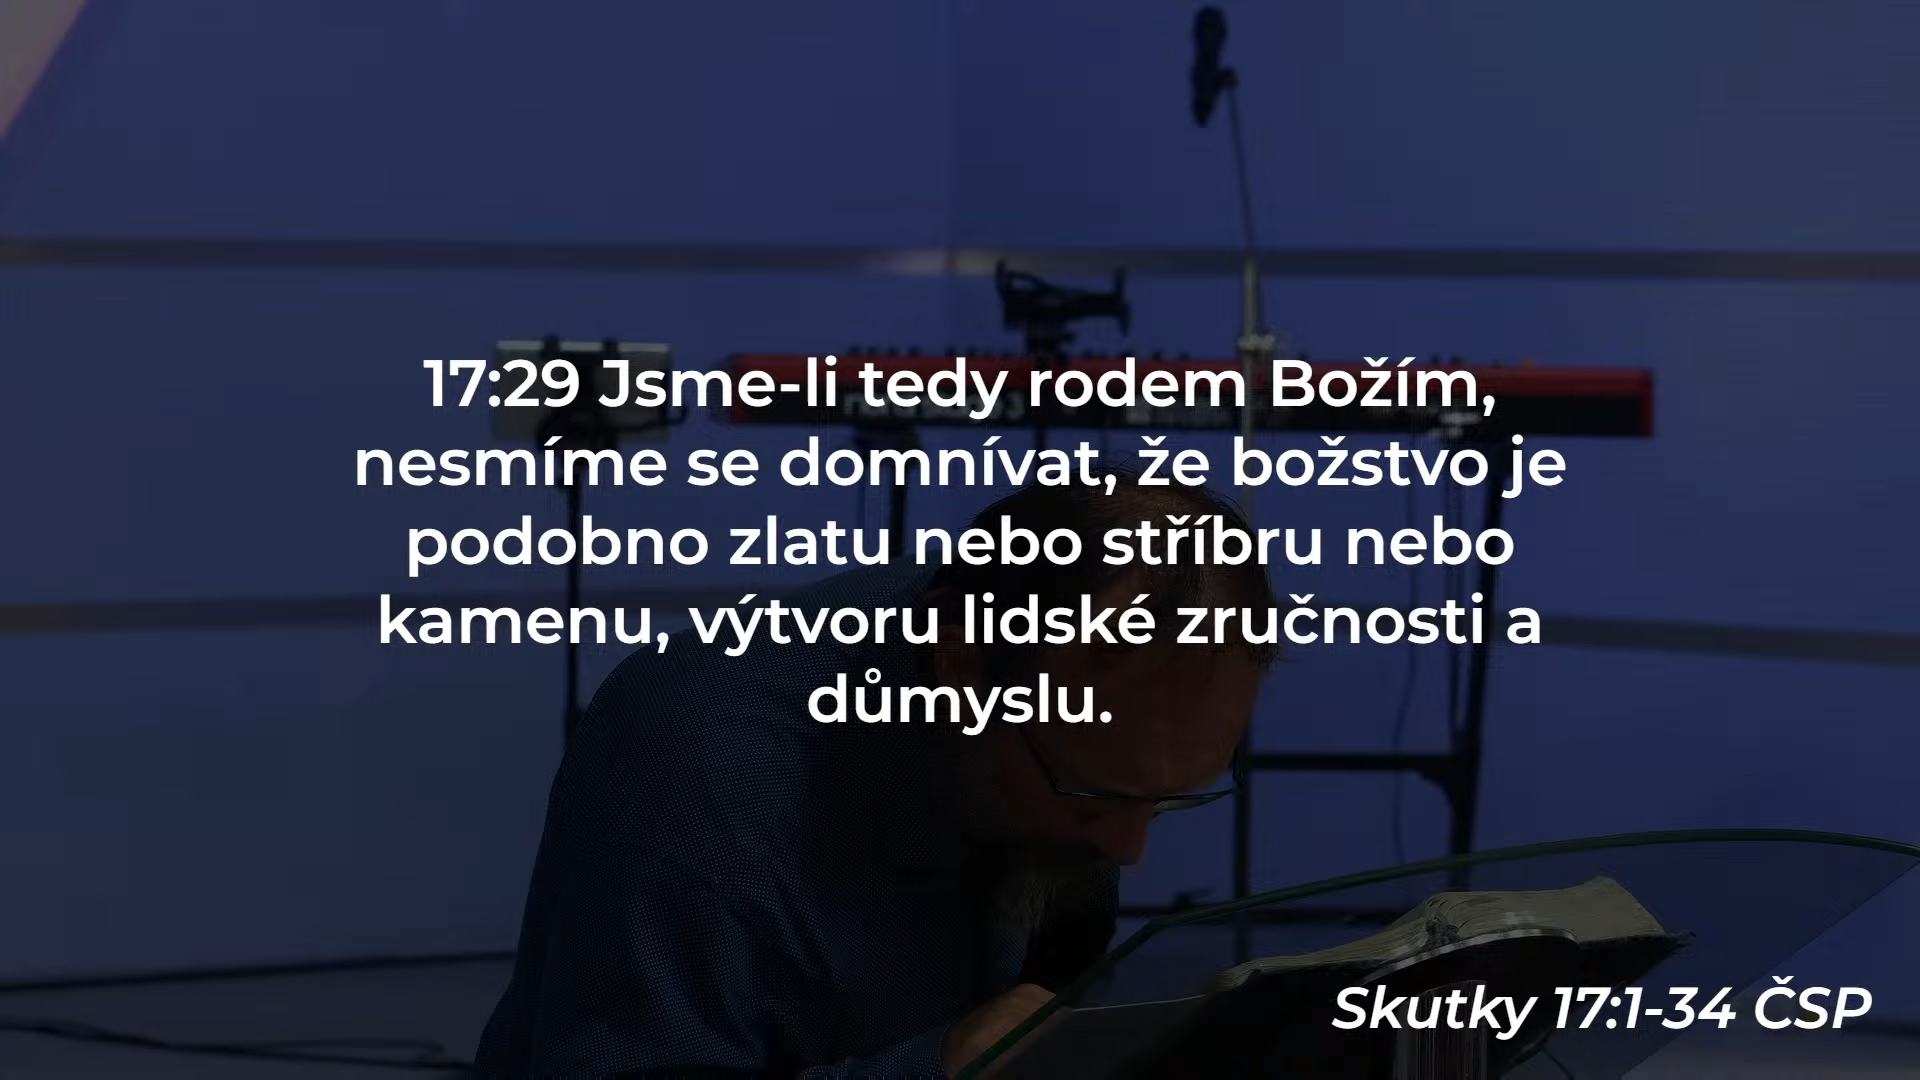 17:29 Jsme-li tedy rodem Božím,
nesmíme se domnívat, že božstvo je
podobno zlatu nebo stříbru nebo
kamenu, výtvoru lidské zručnosti a
důmyslu.
Skutky 17:1-34 ČSP